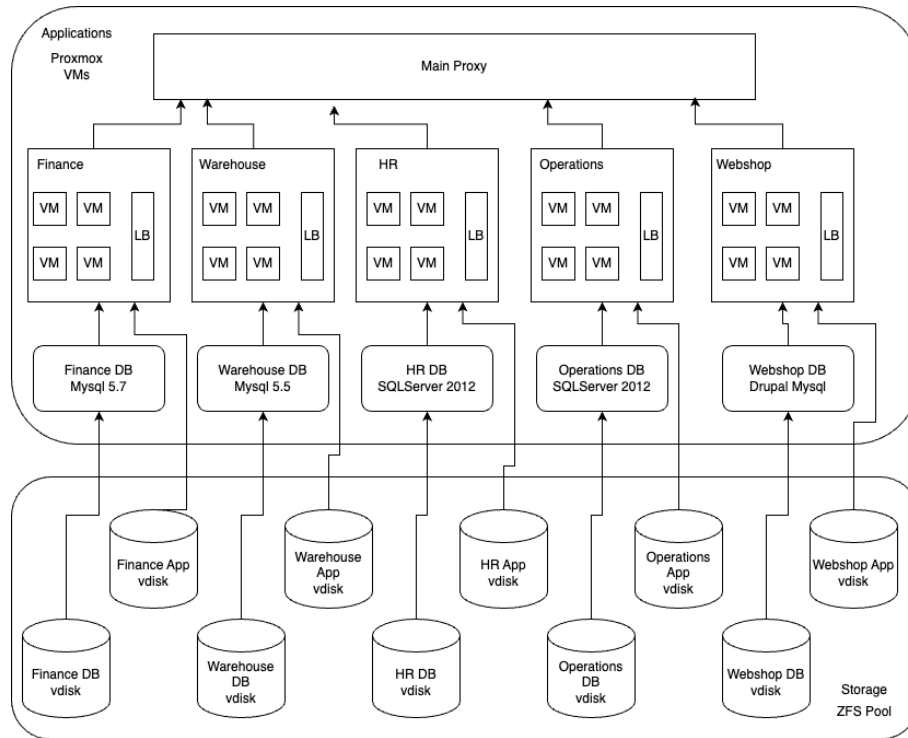 Applications
Proxmox
VMs
Main Proxy
Finance
Warehouse
HR
Operations
Webshop
VM VM
VM VM
LB
VM VM
VM VM
LB
VM VM
VM VM
LB
VM VM
VM VM
LB
VM VM
VM VM
LB
Finance DB
Mysql 5.7
Warehouse DB
Mysql 5.5
HR DB
SQLServer 2012
Operations DB
SQLServer 2012
Webshop DB
Drupal Mysql
Finance App
vdisk
Warehouse
App
vdisk
HR App
vdisk
Operations
App
vdisk
Webshop App
vdisk
Finance DB
vdisk
Warehouse
DB
vdisk
HR DB
vdisk
Operations
DB
vdisk
Webshop DB
vdisk
Storage
ZFS Pool